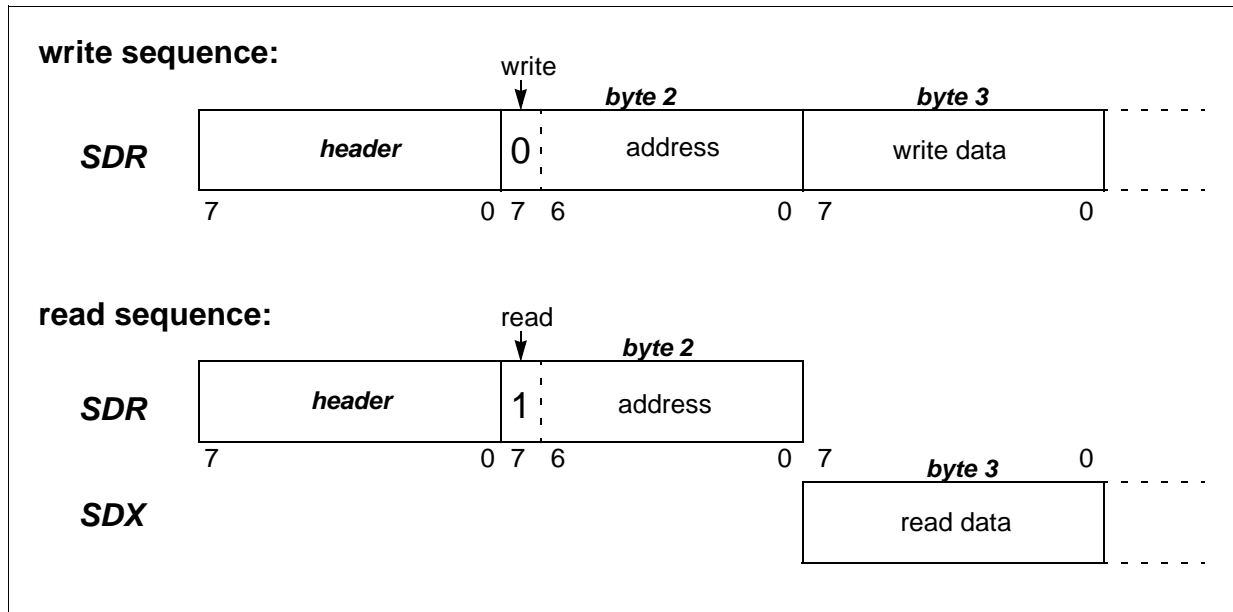 write sequence:
write
byte 2 byte 3
SDR header 0 address write data
7 0 7 6 0 7 0
read sequence:
read
byte 2
SDR header 1 address
7 0 7 6 0 7 0
byte 3
SDX read data